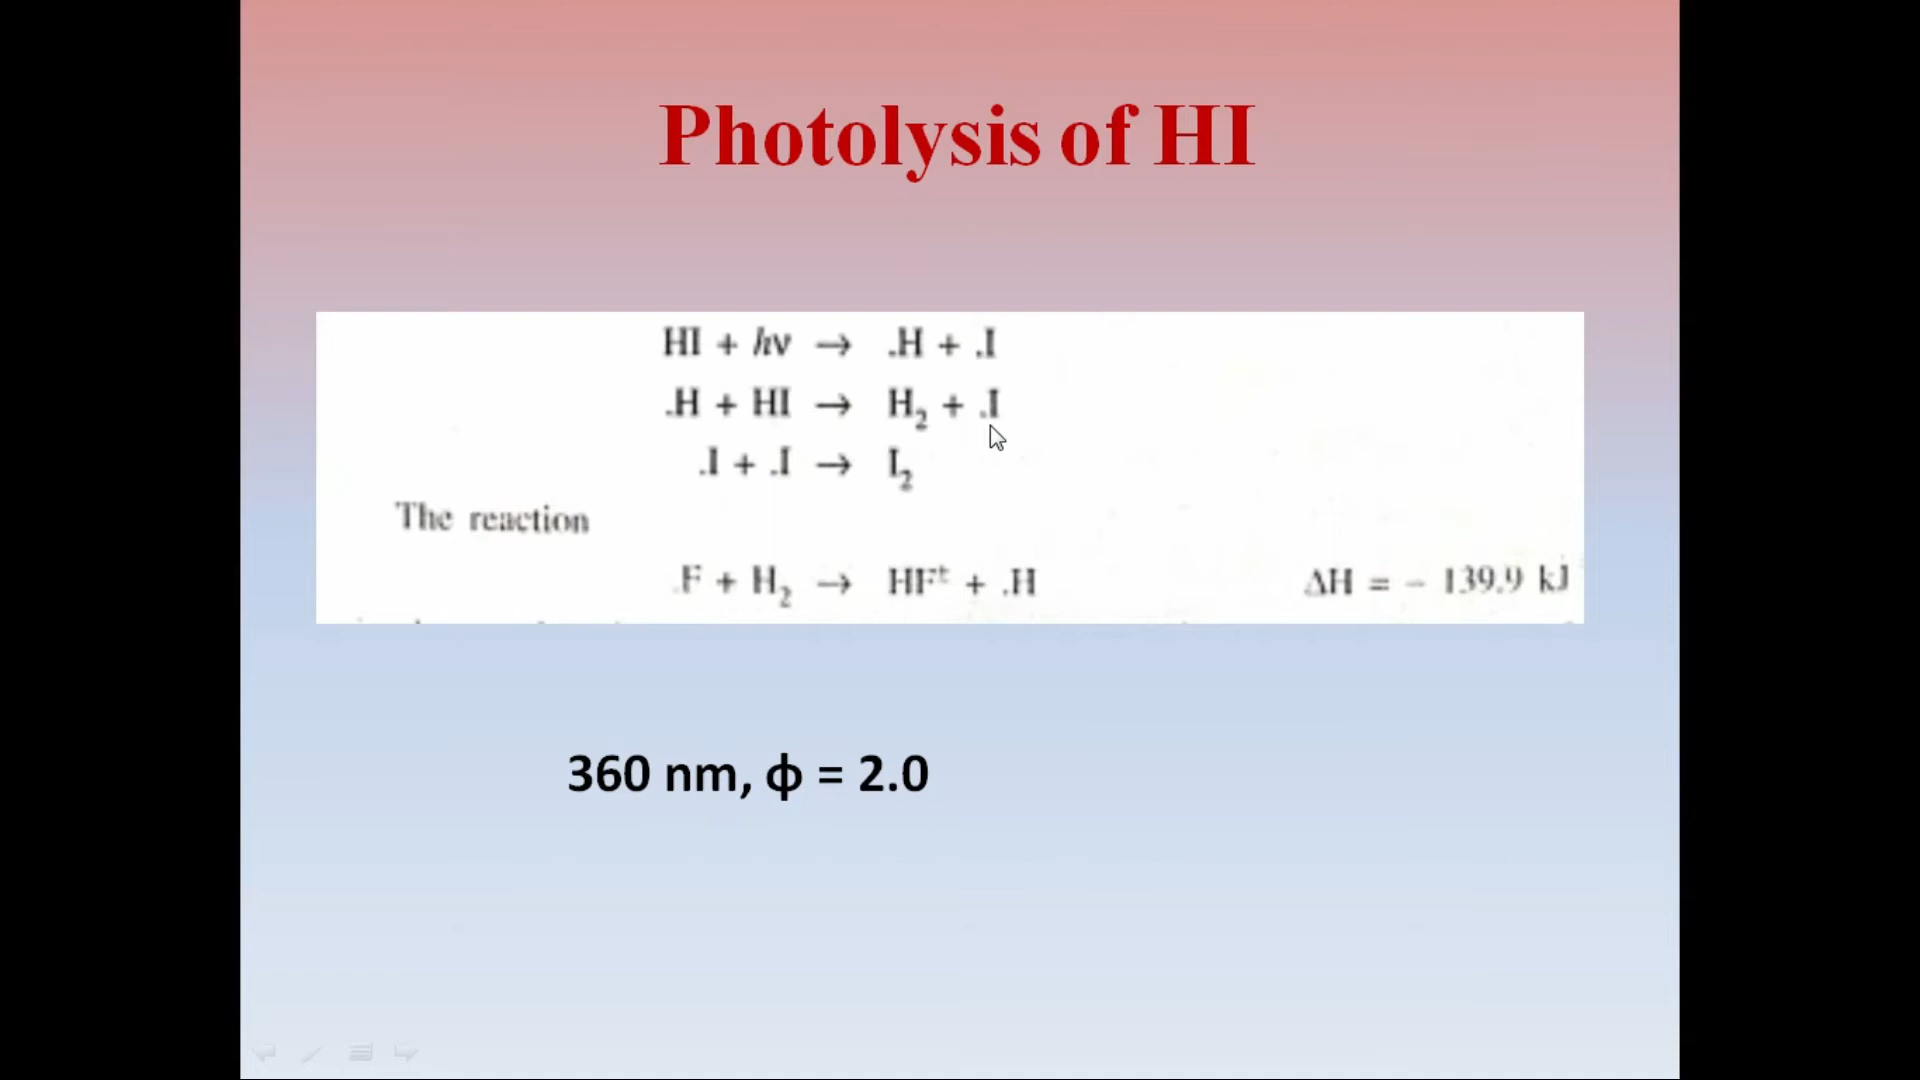 Photolysis of HI
HI + hν → .H + .I
.H + HI → H₂ + .I
.I + .I → I₂
The reaction
.F + H₂ → HF^t + .H ΔH = - 139.9 kJ
360 nm, ϕ = 2.0